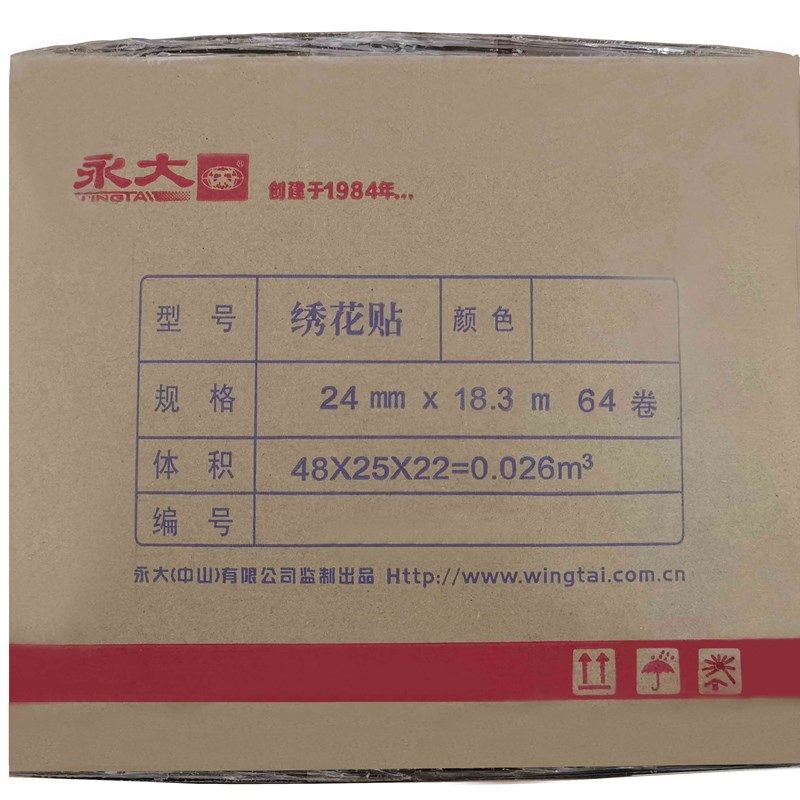 永大 ®
WINGTAI
创建于1984年...
型号 绣花贴 颜色
规格 24 mm x 18.3 m 64 卷
体积 48X25X22=0.026m³
编号
永大(中山)有限公司监制出品 Http://www.wingtai.com.cn